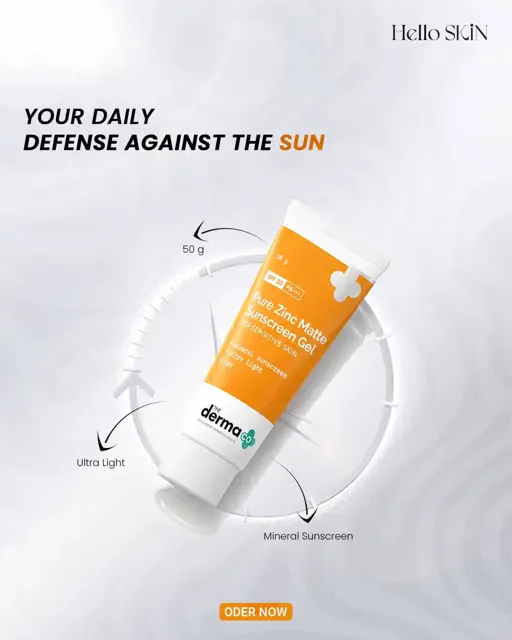 Hello SKiN
YOUR DAILY
DEFENSE AGAINST THE SUN
50 g
50 g
SPF 50 PA+++
Pure Zinc Matte
Sunscreen Gel
FOR SENSITIVE SKIN
mineral sunscreen
ultra light
THE
derma co
Ultra Light
Mineral Sunscreen
ODER NOW